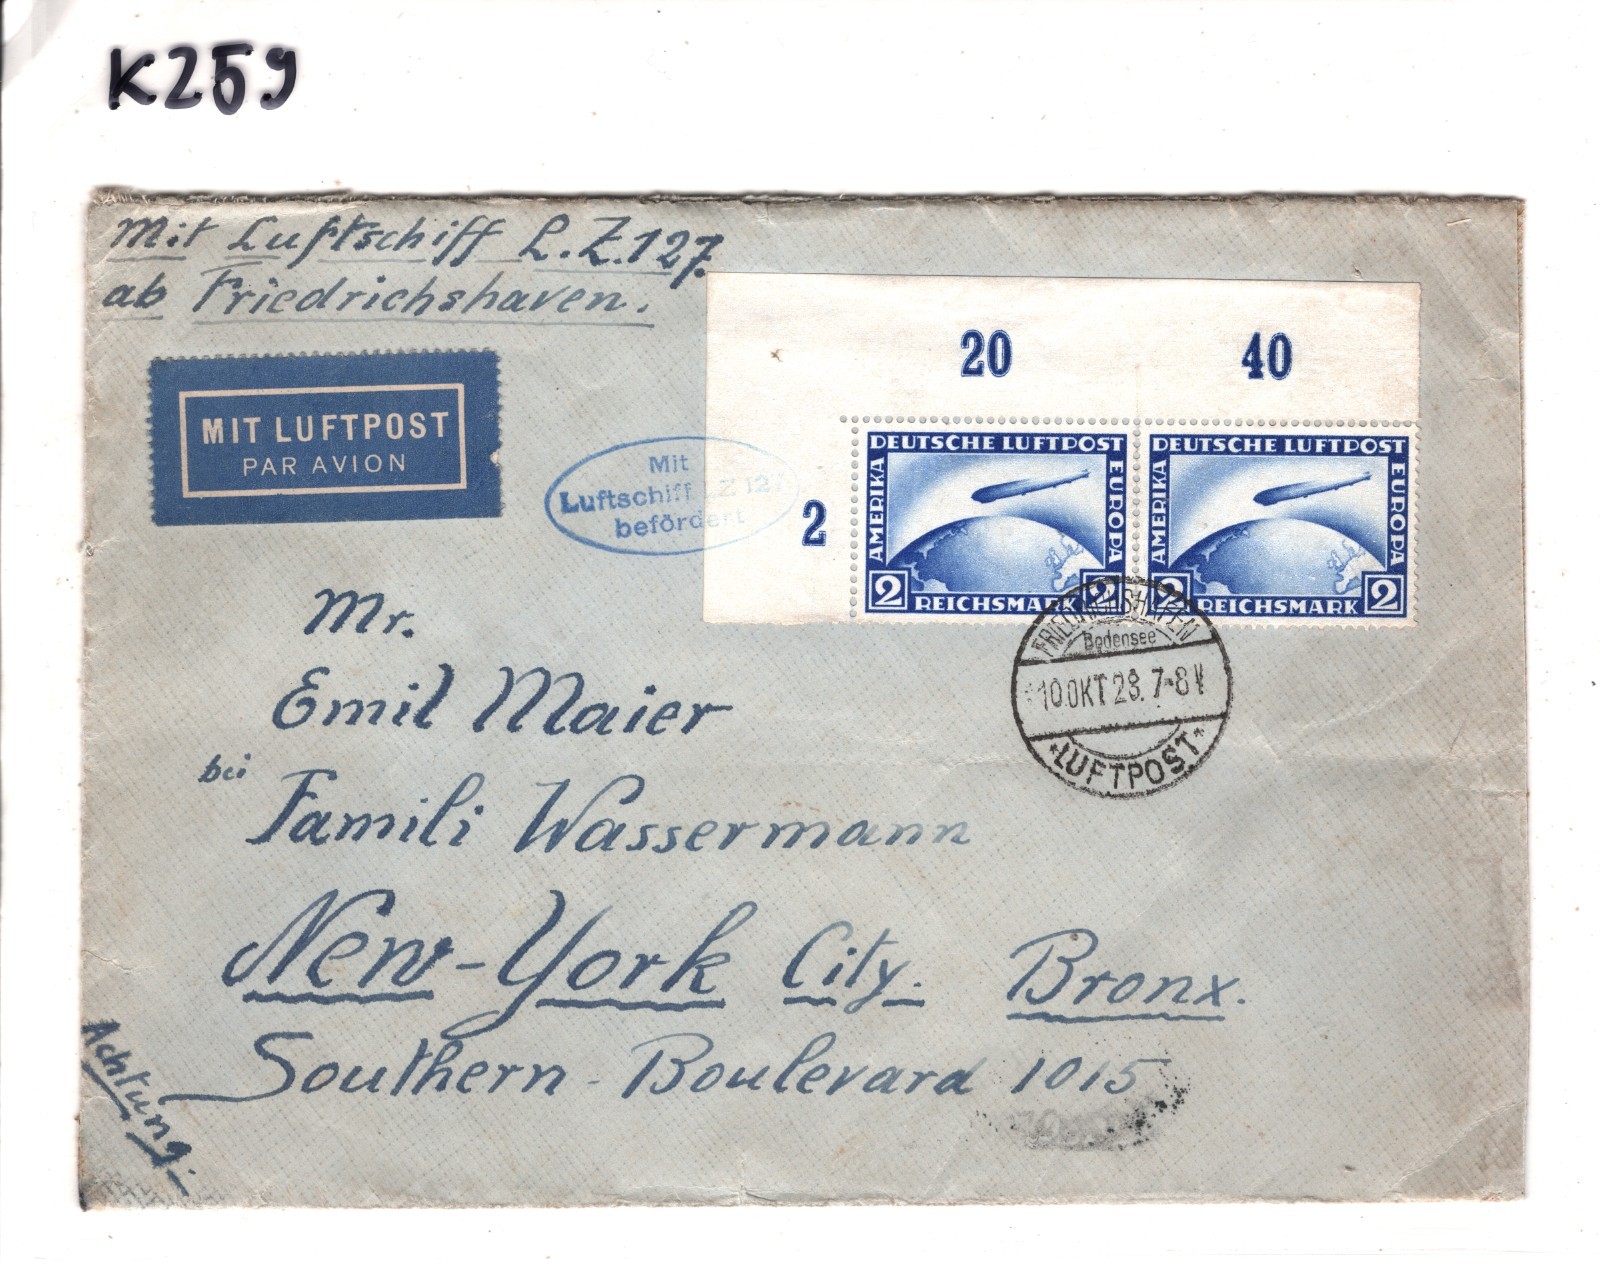 K259
Mit Luftschiff L.Z.127.
ab Friedrichshaven.
MIT LUFTPOST
PAR AVION
Mit
Luftschiff LZ 127
befördert
20 40
2
DEUTSCHE LUFTPOST
AMERIKA
EUROPA
2 REICHSMARK 2
DEUTSCHE LUFTPOST
AMERIKA
EUROPA
2 REICHSMARK 2
FRIEDRICHSHAFEN
Bodensee
10.OKT 28. 7-8 V
*LUFTPOST*
Mr.
Emil Maier
bei
Famili Wassermann
New-York City. Bronx.
Southern-Boulevard 1015
Achtung.